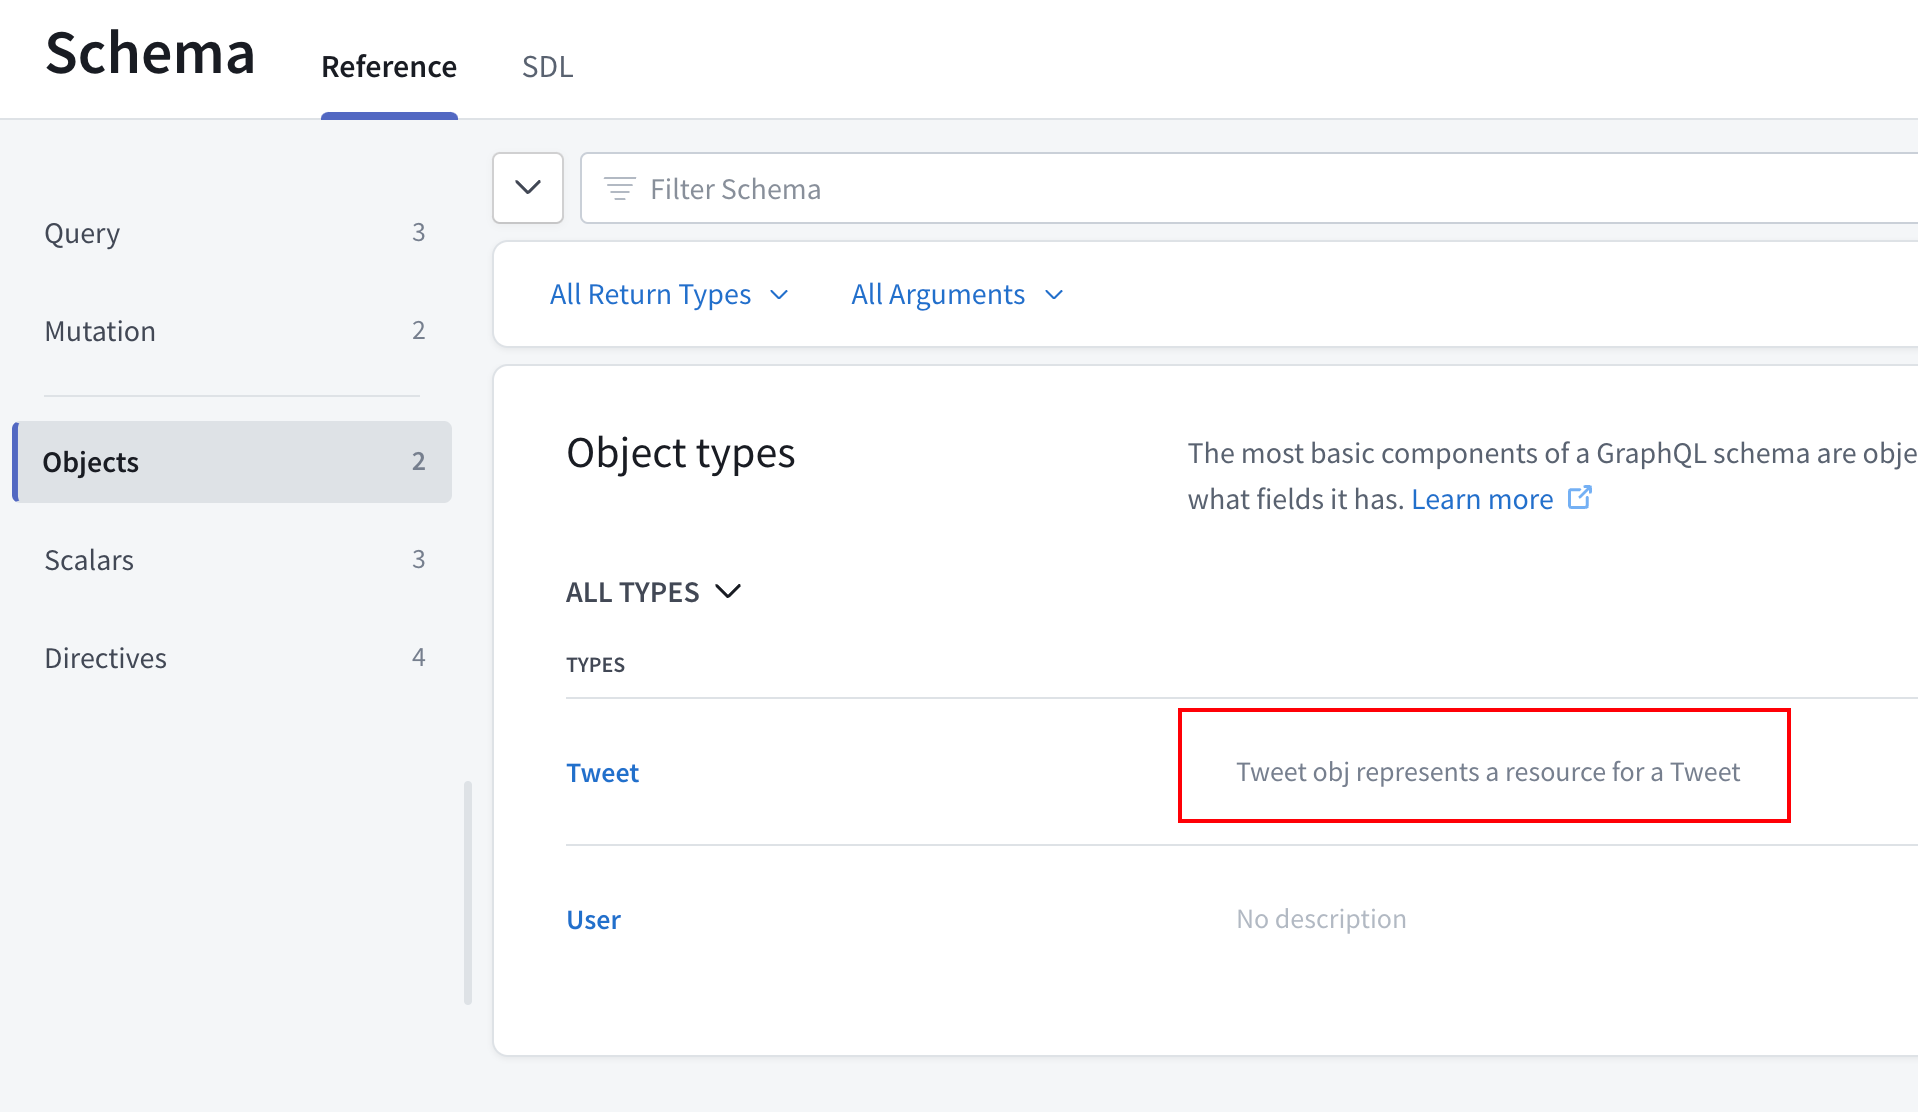 Schema
Reference
SDL
Query 3
Mutation 2
Objects 2
Scalars 3
Directives 4
Filter Schema
All Return Types
All Arguments
Object types
The most basic components of a GraphQL schema are obje
what fields it has. Learn more
ALL TYPES
TYPES
Tweet
Tweet obj represents a resource for a Tweet
User
No description